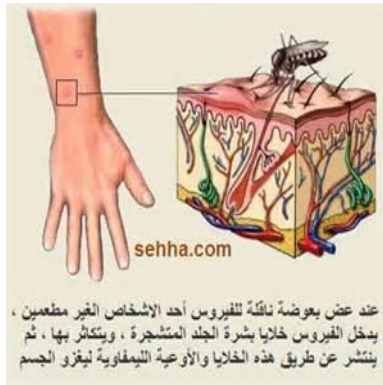 sehha.com
عند عض بعوضة ناقلة للفيروس أحد الاشخاص الغير مطعمين ،
يدخل الفيروس خلايا بشرة الجلد المتشجرة ، ويتكاثر بها ، ثم
ينتشر عن طريق هذه الخلايا والأوعية الليمفاوية ليغزو الجسم